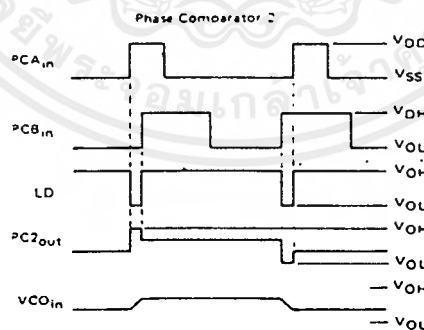 Phase Comparator 2
PCAin
VDD
VSS
PCBin
VOH
VOL
LD
VOH
VOL
PC2out
VOH
VOL
VCOin
VOH
VOL